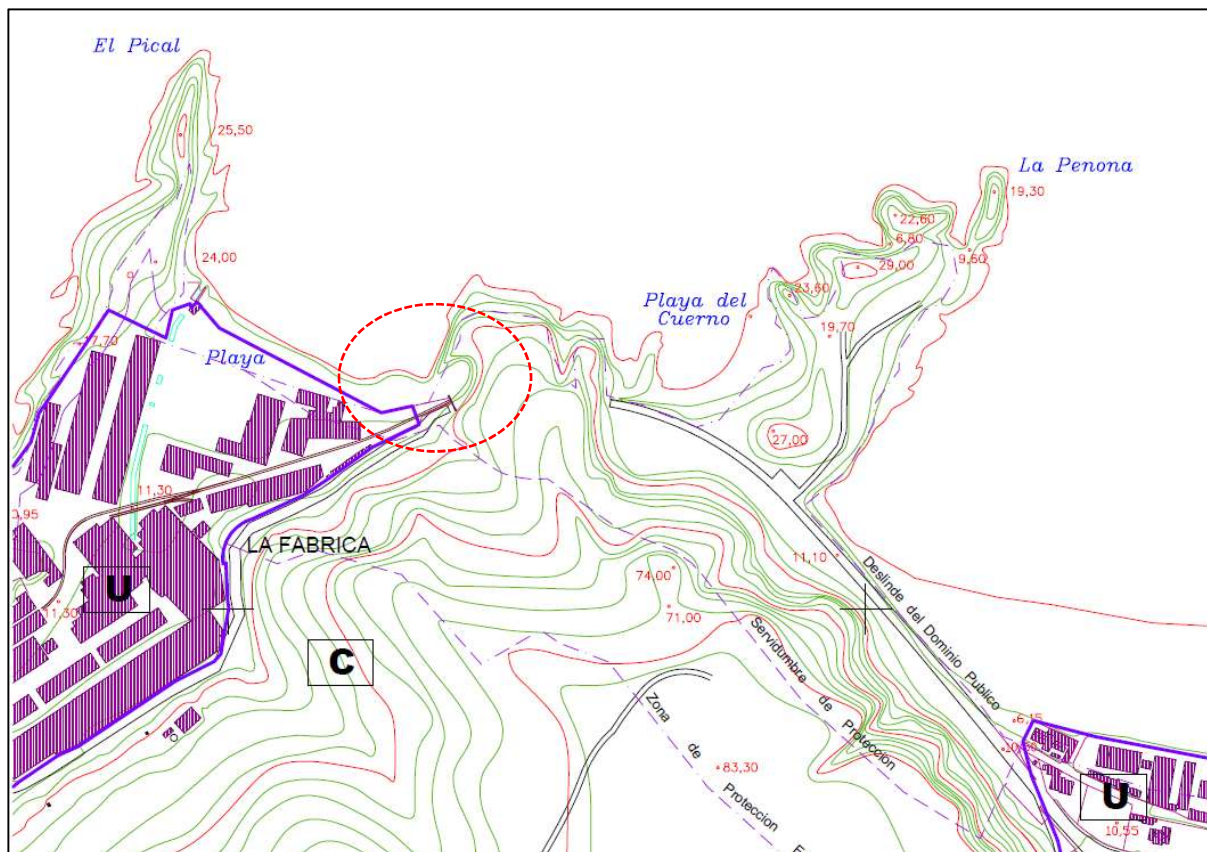 El Pical
25,50
La Penona
19,30
22,60
6,80
9,60
24,00
29,00
23,60
Playa del
Cuerno
19,70
17,70
Playa
27,00
11,30
0,95
LA FABRICA
11,10
Deslinde del Dominio Publico
74,00
71,00
U
11,30
Servidumbre de Proteccion
C
Zona de Proteccion
6,15
83,30
U
10,55